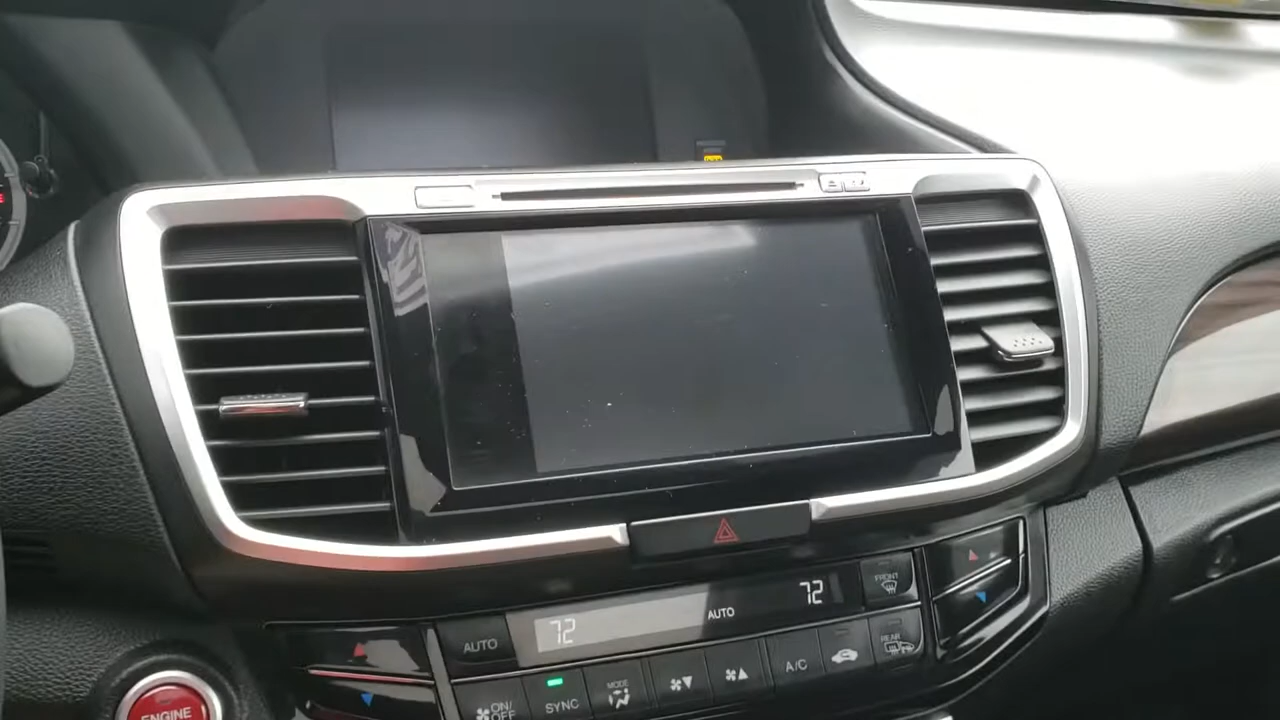 72
AUTO
72
FRONT
AUTO
ON/
OFF
SYNC
MODE
A/C
REAR
ENGINE